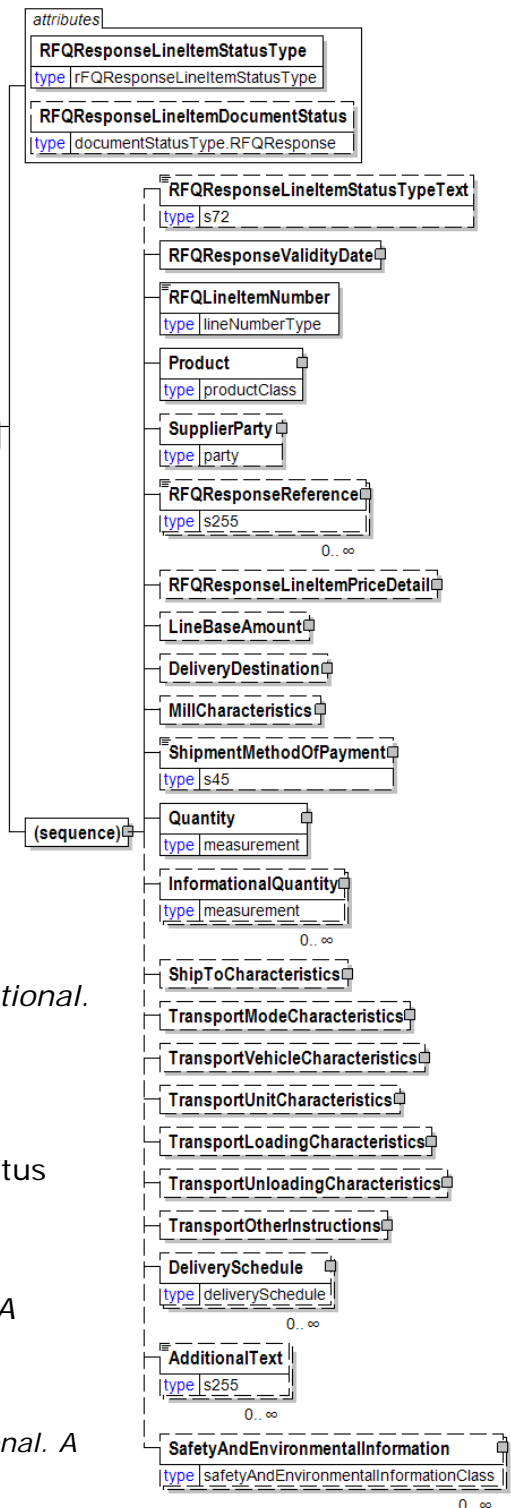 attributes
RFQResponseLineItemStatusType
type rFQResponseLineItemStatusType
RFQResponseLineItemDocumentStatus
type documentStatusType.RFQResponse
RFQResponseLineItemStatusTypeText
type s72
RFQResponseValidityDate
RFQLineItemNumber
type lineNumberType
Product
type productClass
SupplierParty
type party
RFQResponseReference
type s255
0.. ∞
RFQResponseLineItemPriceDetail
LineBaseAmount
DeliveryDestination
MillCharacteristics
ShipmentMethodOfPayment
type s45
(sequence)
Quantity
type measurement
InformationalQuantity
type measurement
0.. ∞
tional.
ShipToCharacteristics
TransportModeCharacteristics
TransportVehicleCharacteristics
TransportUnitCharacteristics
TransportLoadingCharacteristics
tus
TransportUnloadingCharacteristics
TransportOtherInstructions
DeliverySchedule
type deliverySchedule
A
0.. ∞
AdditionalText
type s255
0.. ∞
nal. A
SafetyAndEnvironmentalInformation
type safetyAndEnvironmentalInformationClass
0.. ∞